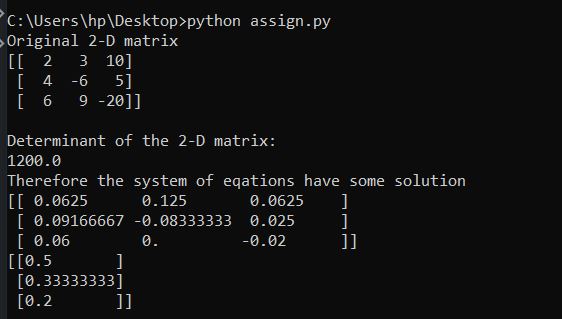 C:\Users\hp\Desktop>python assign.py
Original 2-D matrix
[[  2   3  10]
 [  4  -6   5]
 [  6   9 -20]]
Determinant of the 2-D matrix:
1200.0
Therefore the system of eqations have some solution
[[ 0.0625      0.125       0.0625    ]
 [ 0.09166667 -0.08333333  0.025     ]
 [ 0.06        0.         -0.02      ]]
[[0.5       ]
 [0.33333333]
 [0.2       ]]